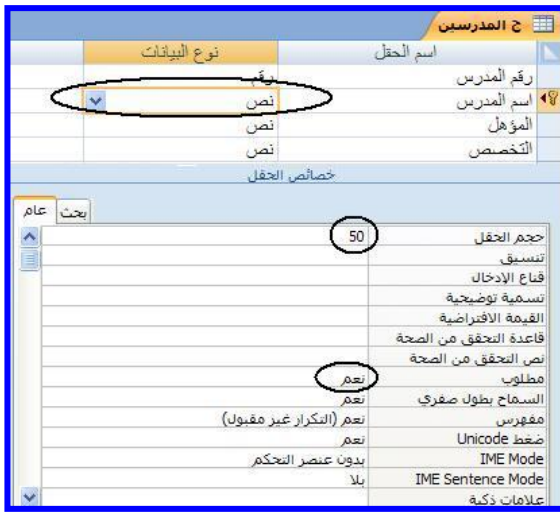 ج المدرسين
اسم الحقل نوع البيانات
رقم المدرس رقم
اسم المدرس نص
المؤهل نص
التخصص نص
خصائص الحقل
عام بحث
حجم الحقل 50
تنسيق
قناع الإدخال
تسمية توضيحية
القيمة الافتراضية
قاعدة التحقق من الصحة
نص التحقق من الصحة
مطلوب نعم
السماح بطول صفري نعم
مفهرس نعم (التكرار غير مقبول)
ضغط Unicode نعم
IME Mode بدون عنصر التحكم
IME Sentence Mode بلا
علامات ذكية